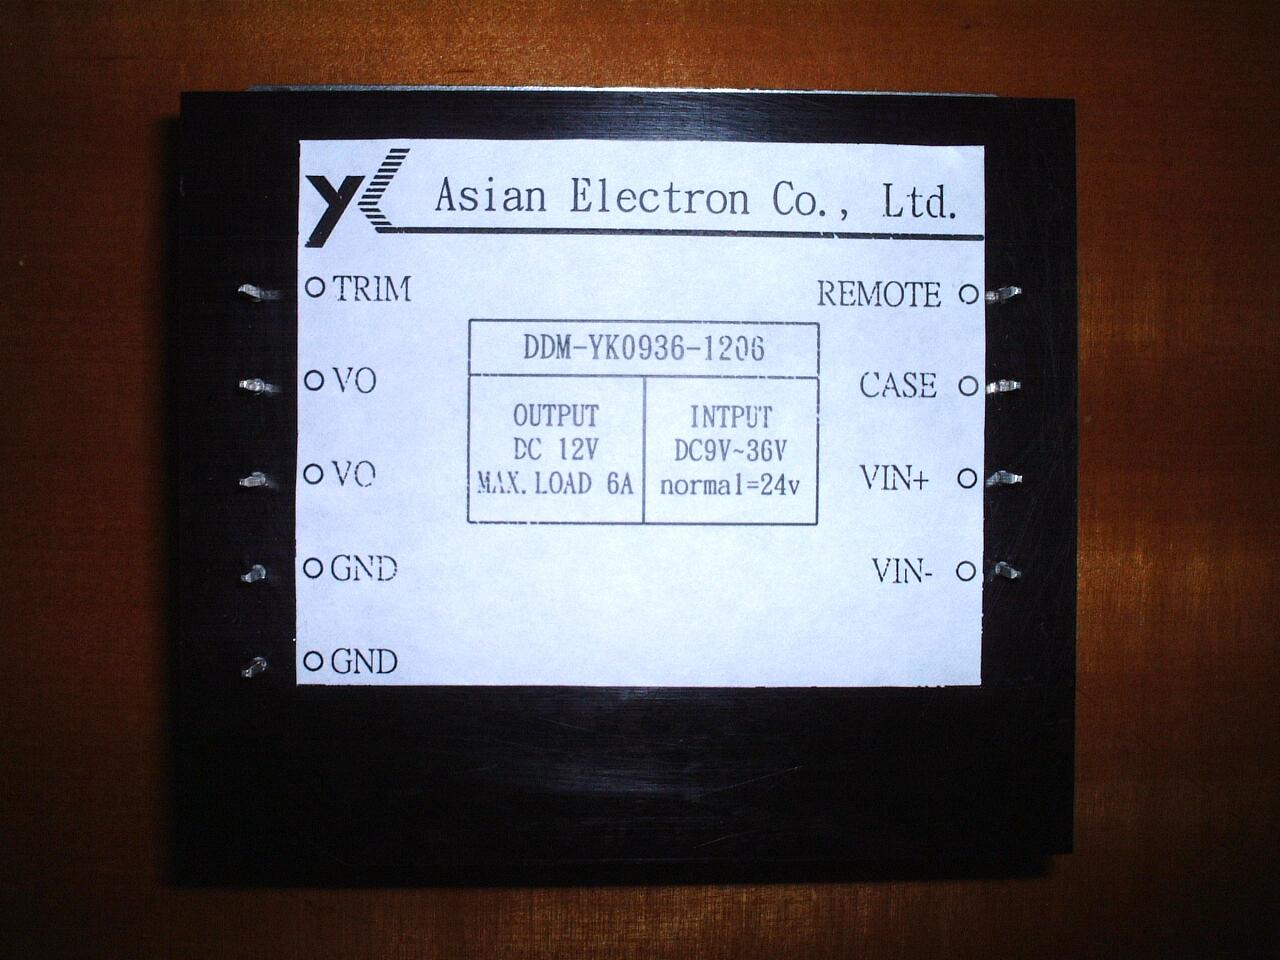 YK Asian Electron Co., Ltd.
TRIM
REMOTE
DDM-YK0936-1206
VO
CASE
OUTPUT
DC 12V
MAX. LOAD 6A
INTPUT
DC9V~36V
normal=24v
VO
VIN+
GND
VIN-
GND